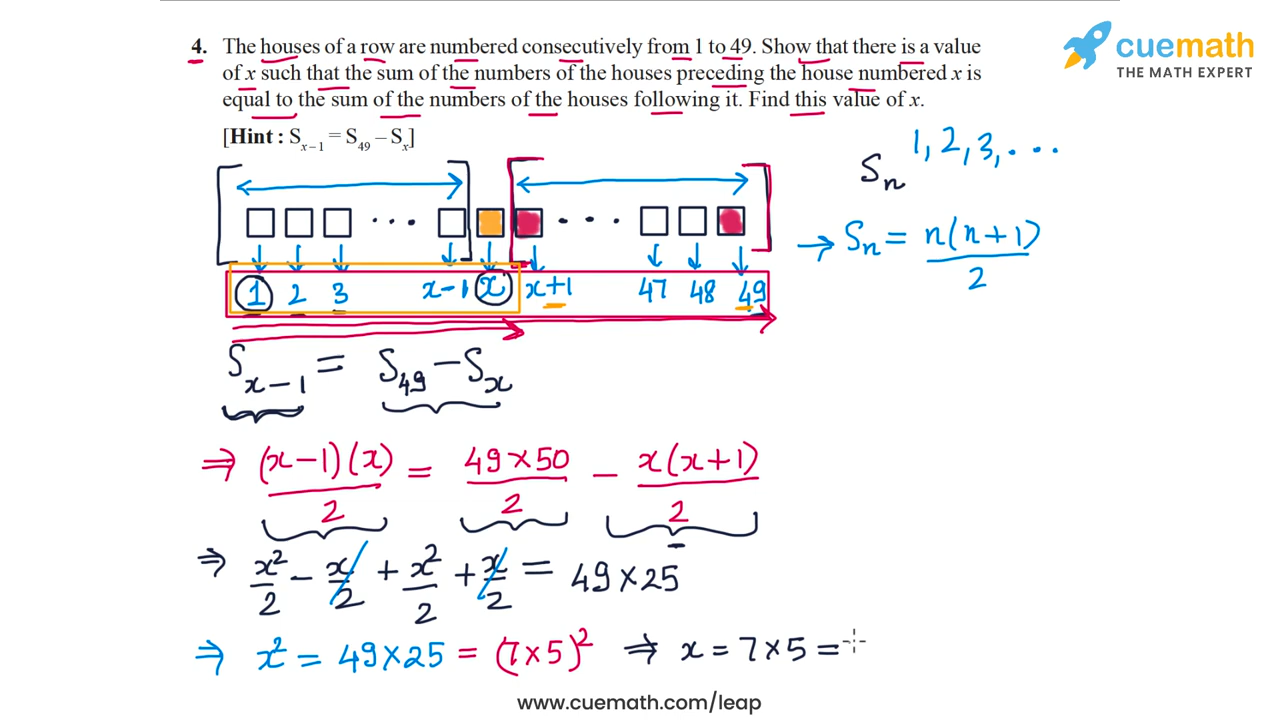 4. The houses of a row are numbered consecutively from 1 to 49. Show that there is a value
of x such that the sum of the numbers of the houses preceding the house numbered x is
equal to the sum of the numbers of the houses following it. Find this value of x.
[Hint : Sₓ₋₁ = S₄₉ – Sₓ]
cuemath
THE MATH EXPERT
Sₙ 1, 2, 3, ...
→ Sₙ = n(n+1)/2
... ...
1 2 3 x-1 x x+1 47 48 49
Sₓ₋₁ = S₄₉ - Sₓ
⇒ (x-1)(x)/2 = 49×50/2 - x(x+1)/2
⇒ x²/2 - x/2 + x²/2 + x/2 = 49×25
⇒ x² = 49×25 = (7×5)² ⇒ x = 7×5 =
www.cuemath.com/leap